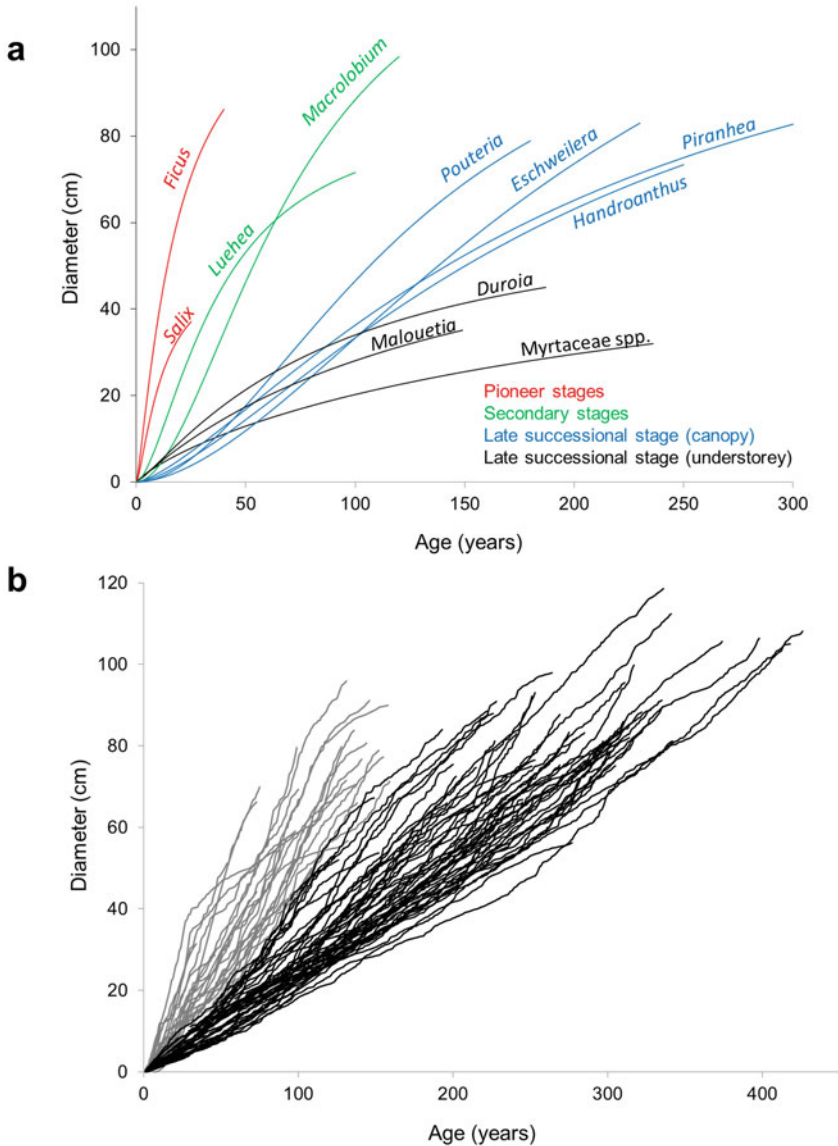 a
Diameter (cm)
100
80
60
40
20
0
Ficus
Salix
Luehea
Macrolobium
Pouteria
Eschweilera
Piranhea
Handroanthus
Duroia
Malouetia
Myrtaceae spp.
Pioneer stages
Secondary stages
Late successional stage (canopy)
Late successional stage (understorey)
0 50 100 150 200 250 300
Age (years)
b
Diameter (cm)
120
100
80
60
40
20
0
0 100 200 300 400
Age (years)